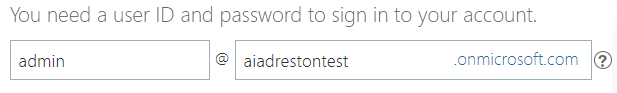 You need a user ID and password to sign in to your account.
admin @ aiadrestontest .onmicrosoft.com ?